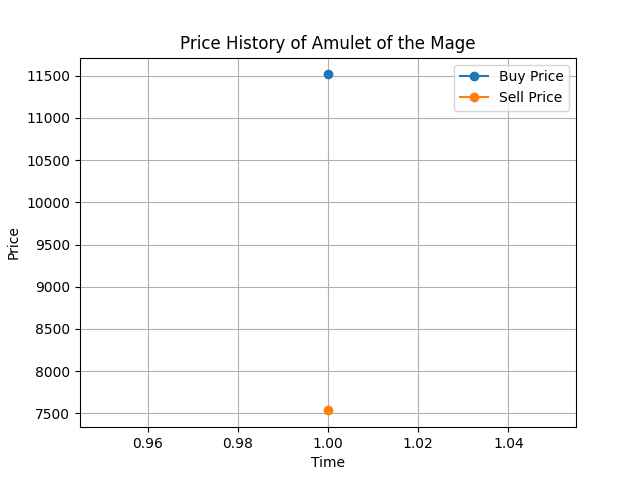 Price History of Amulet of the Mage
Buy Price
Sell Price
Price
11500
11000
10500
10000
9500
9000
8500
8000
7500
0.96 0.98 1.00 1.02 1.04
Time